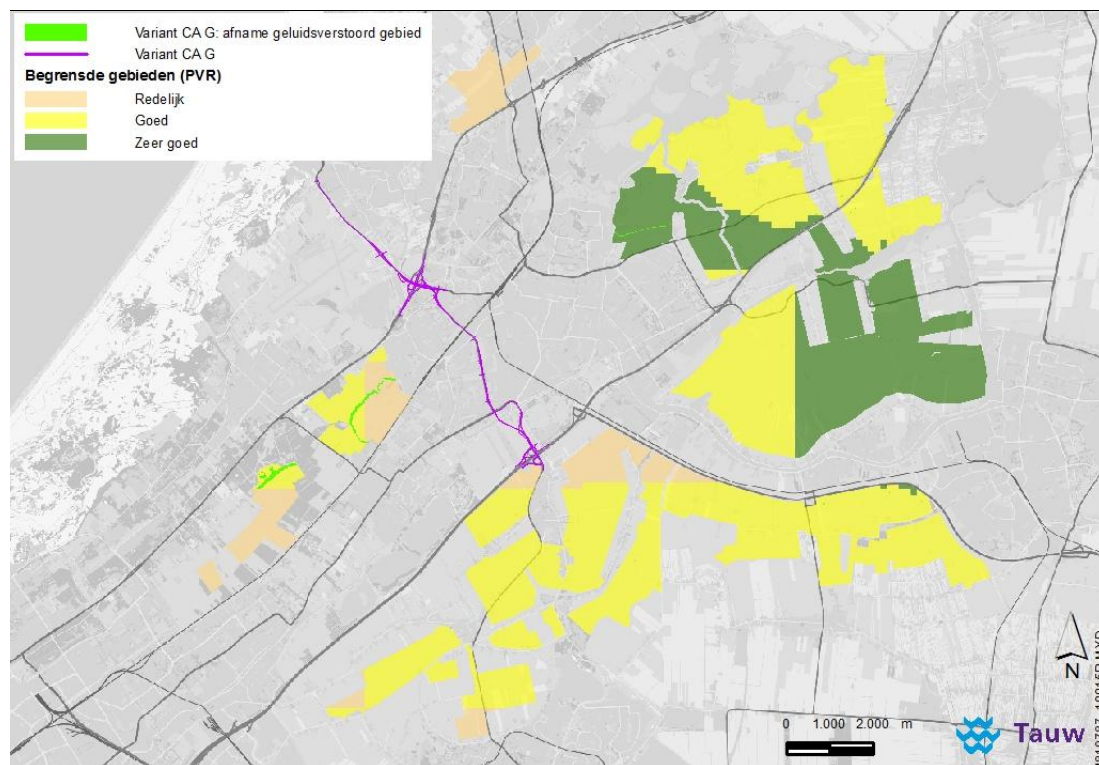 Variant CA G: afname geluidsverstoord gebied
Variant CA G
Begrensde gebieden (PVR)
Redelijk
Goed
Zeer goed
N
0 1.000 2.000 m
Tauw